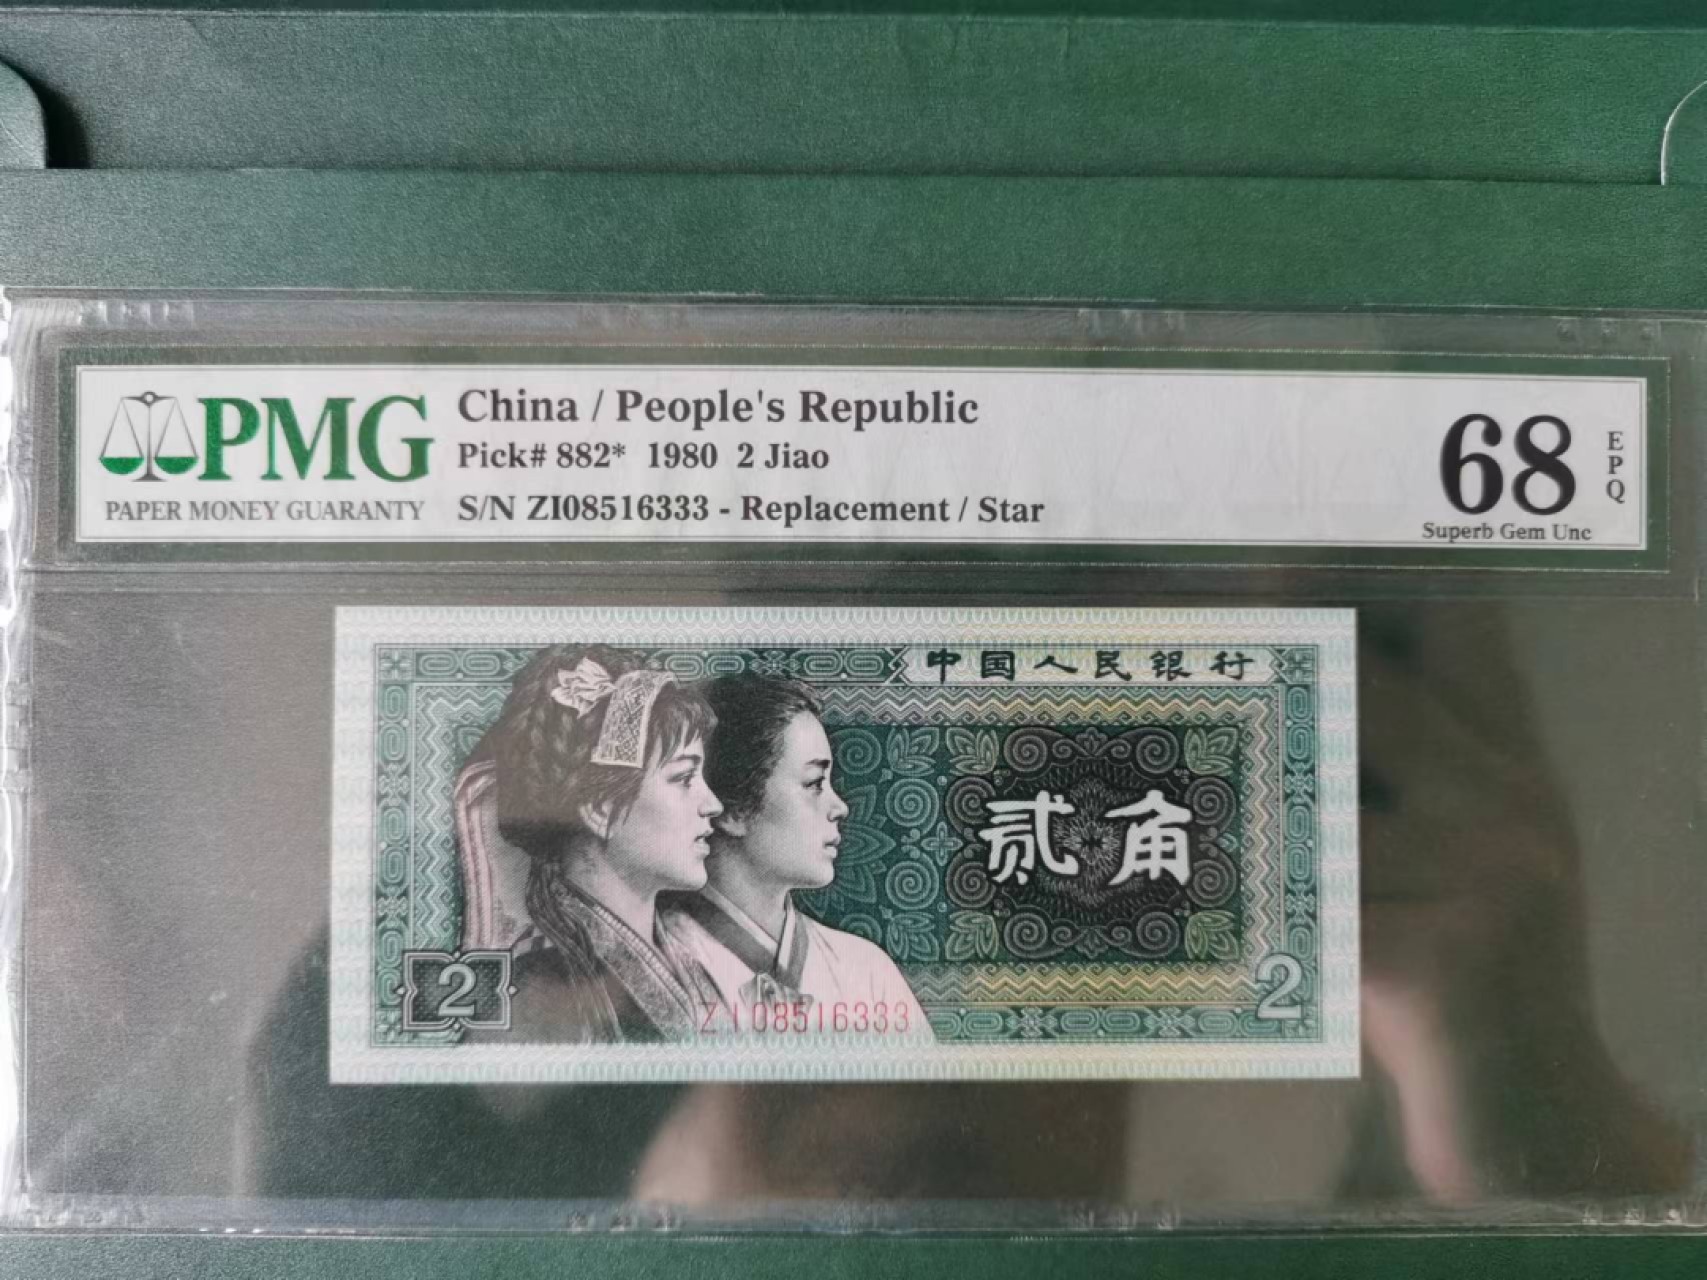 PMG
PAPER MONEY GUARANTY
China / People's Republic
Pick# 882* 1980 2 Jiao
S/N ZI08516333 - Replacement / Star
68
EPQ
Superb Gem Unc
中国人民银行
贰角
2
2
ZI08516333